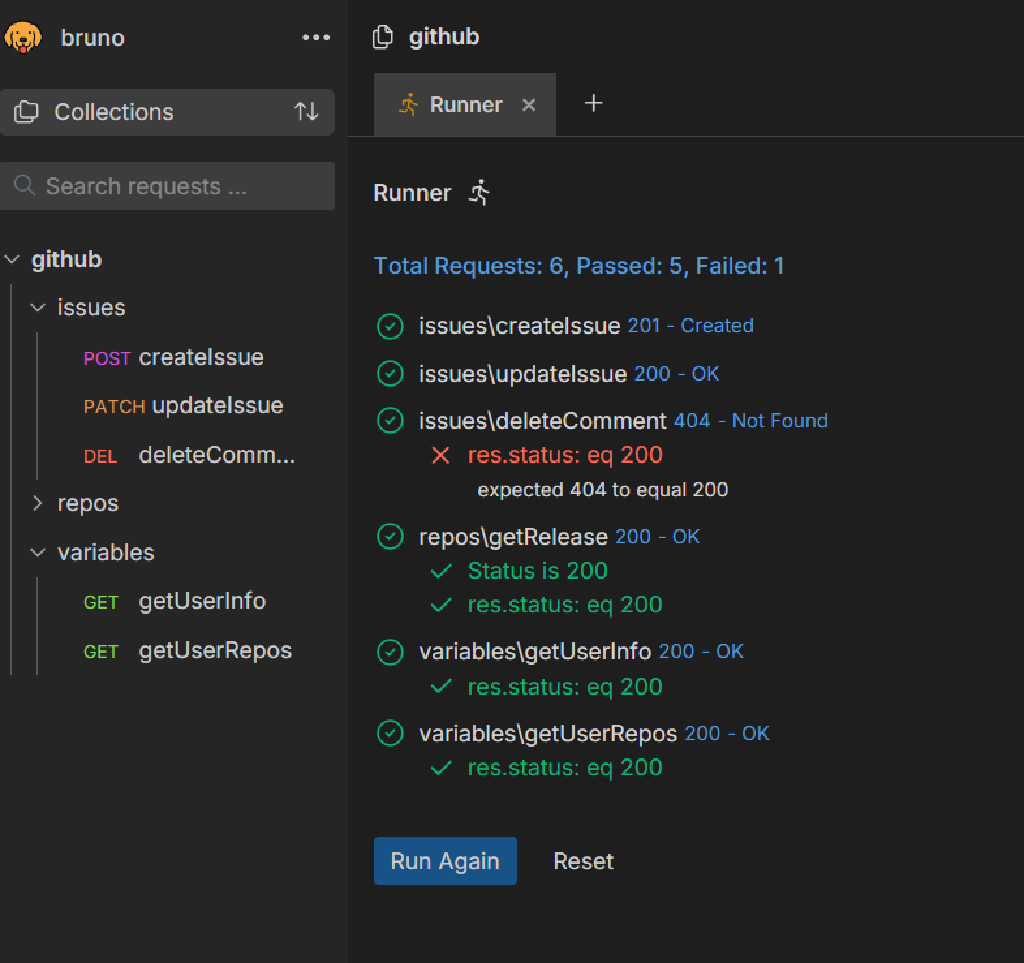 bruno
Collections
Search requests ...
github
issues
POST createIssue
PATCH updateIssue
DEL deleteComm...
repos
variables
GET getUserInfo
GET getUserRepos
github
Runner
Runner
Total Requests: 6, Passed: 5, Failed: 1
issues\createIssue 201 - Created
issues\updateIssue 200 - OK
issues\deleteComment 404 - Not Found
res.status: eq 200
expected 404 to equal 200
repos\getRelease 200 - OK
Status is 200
res.status: eq 200
variables\getUserInfo 200 - OK
res.status: eq 200
variables\getUserRepos 200 - OK
res.status: eq 200
Run Again Reset